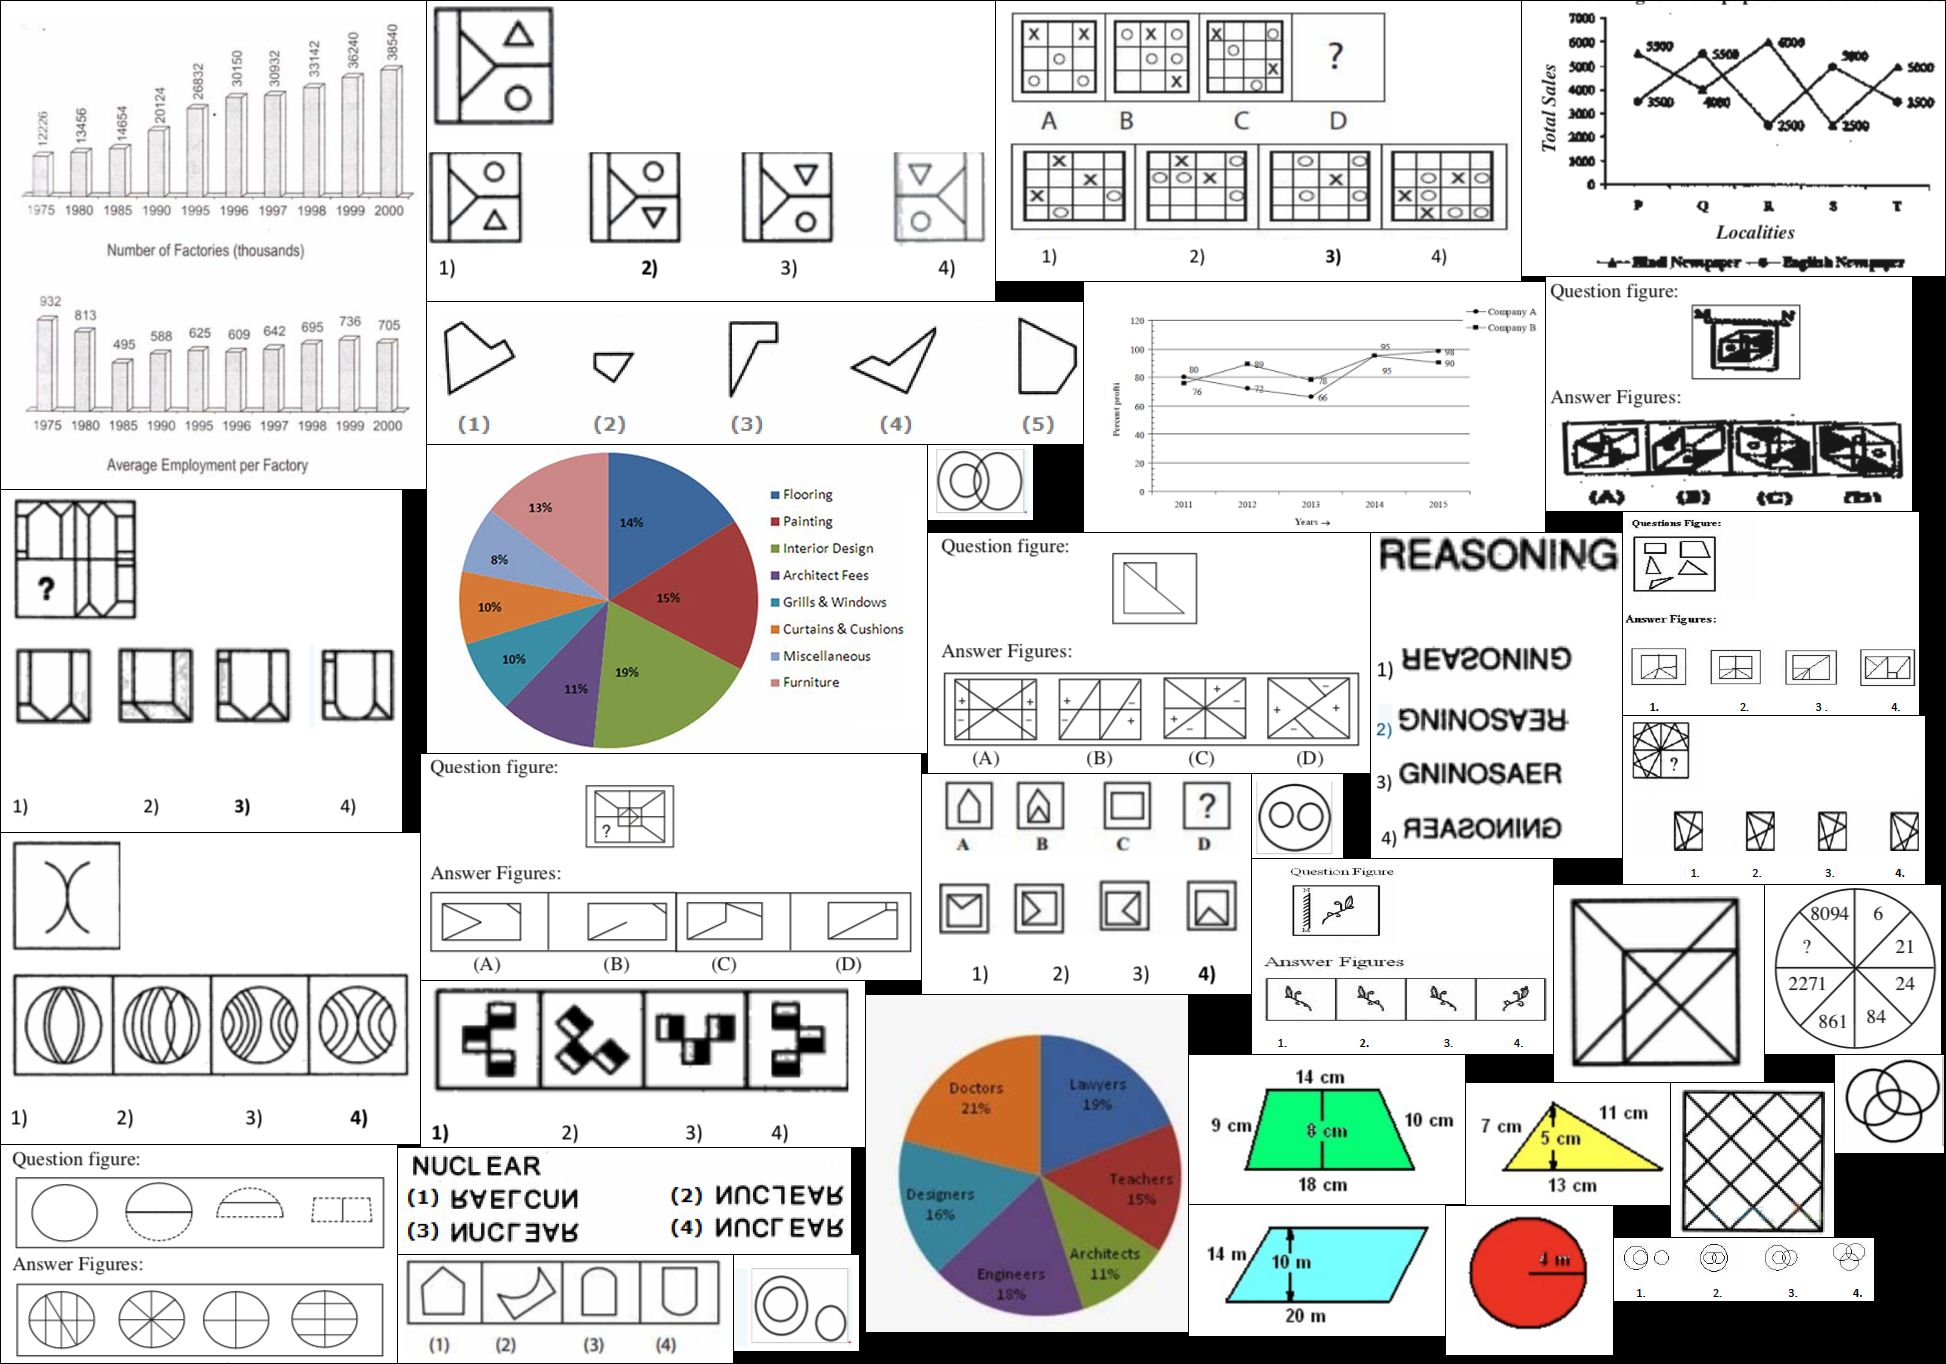 12226
13456
14654
20124
26832
30150
30932
33142
36240
38540
1975 1980 1985 1990 1995 1996 1997 1998 1999 2000
Number of Factories (thousands)
932
813
495
588
625
609
642
695
736
705
1975 1980 1985 1990 1995 1996 1997 1998 1999 2000
Average Employment per Factory
1) 2) 3) 4)
X X X X X
?
A B C D
X X X X X X X
1) 2) 3) 4)
Total Sales
7000
6000
5000
4000
3000
2000
1000
0
5500
3500
5500
4000
6000
2500
2500
5000
P Q R S T
Localities
Hindi Newspaper English Newspaper
(1) (2) (3) (4) (5)
Company A
Company B
Percent profit
120
100
80
60
40
20
0
80
76
89
72
78
66
95
95
98
90
2011 2012 2013 2014 2015
Years →
Question figure:
M N
Answer Figures:
(A) (B) (C) (D)
?
1) 2) 3) 4)
14%
15%
19%
11%
10%
10%
8%
13%
Flooring
Painting
Interior Design
Architect Fees
Grills & Windows
Curtains & Cushions
Miscellaneous
Furniture
Question figure:
Answer Figures:
+ + − −
+ − − +
+ + − −
− + + −
(A) (B) (C) (D)
REASONING
1) REASONING
2) REASONING
3) GNINOSAER
4) REASONING
Questions Figure:
Answer Figures:
1. 2. 3. 4.
?
1. 2. 3. 4.
1) 2) 3) 4)
Question figure:
?
Answer Figures:
(A) (B) (C) (D)
?
A B C D
1) 2) 3) 4)
Question Figure
Answer Figures
1. 2. 3. 4.
8094 6
? 21
2271 24
861 84
1) 2) 3) 4)
Doctors
21%
Lawyers
19%
Teachers
15%
Architects
11%
Engineers
18%
Designers
16%
14 cm
9 cm 8 cm 10 cm
18 cm
7 cm 11 cm
5 cm
13 cm
14 m 10 m
20 m
4 m
1. 2. 3. 4.
Question figure:
Answer Figures:
NUCLEAR
(1) RAELCUN (2) NUCLEAR
(3) NUCLEAR (4) NUCLEAR
(1) (2) (3) (4)